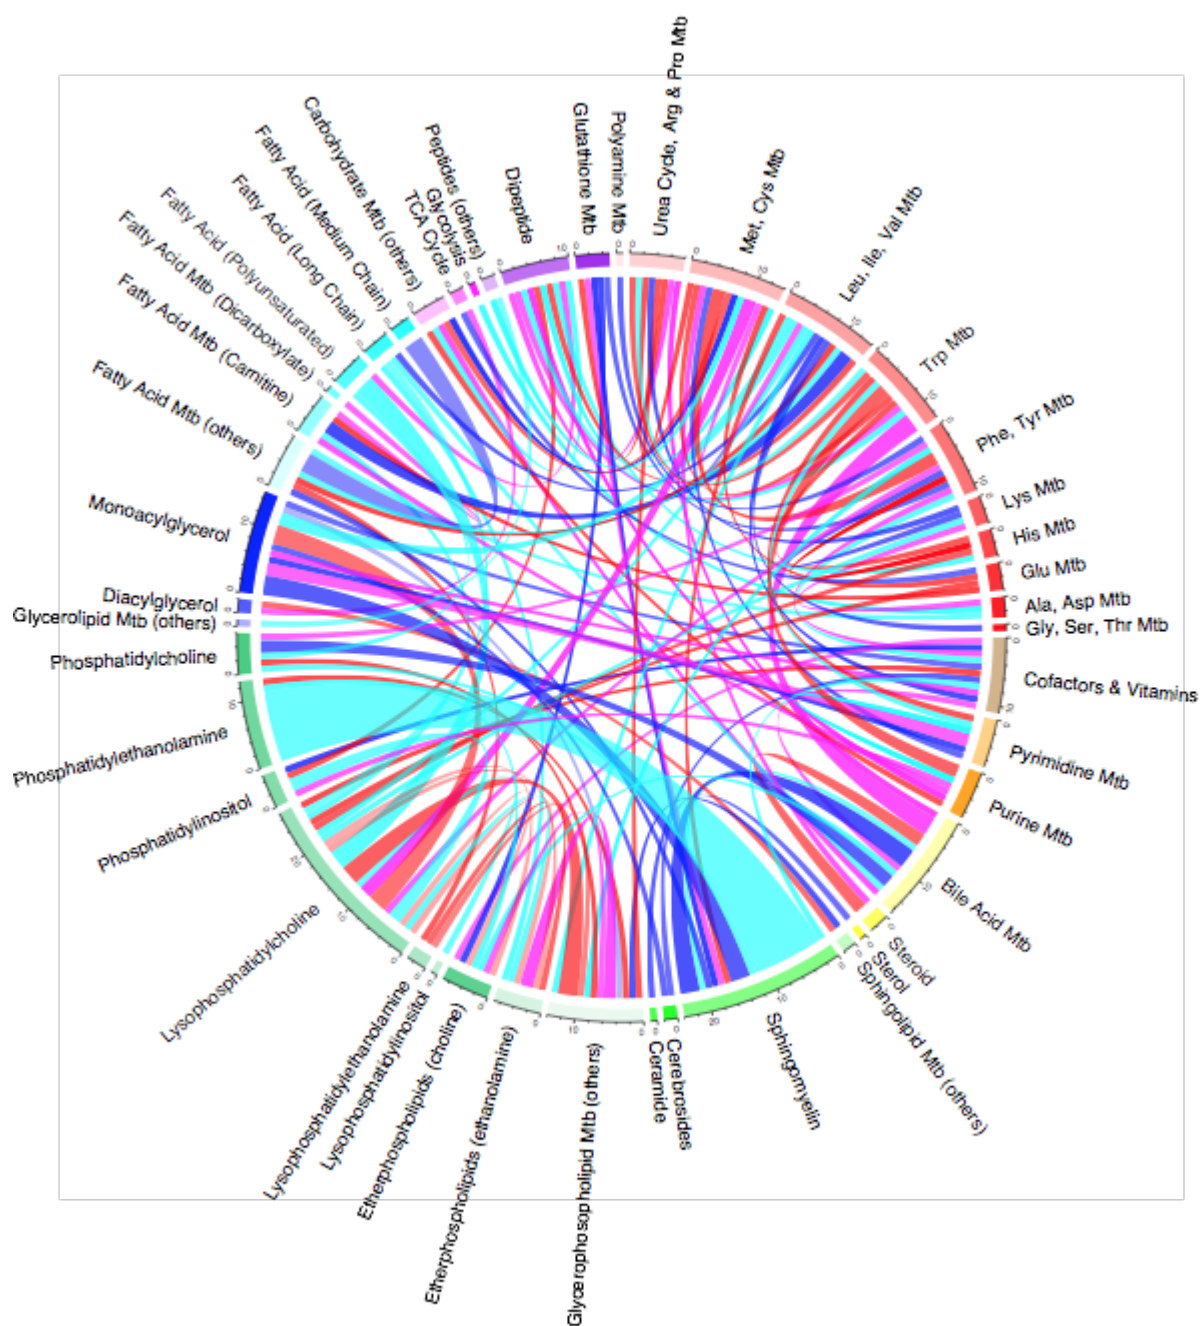 Urea Cycle, Arg & Pro Mtb
Met, Cys Mtb
Leu, Ile, Val Mtb
Trp Mtb
Phe, Tyr Mtb
Lys Mtb
His Mtb
Glu Mtb
Ala, Asp Mtb
Gly, Ser, Thr Mtb
Cofactors & Vitamins
Pyrimidine Mtb
Purine Mtb
Bile Acid Mtb
Steroid
Sterol
Sphingolipid Mtb (others)
Sphingomyelin
Cerebrosides
Ceramide
Glycerophosopholipid Mtb (others)
Etherpholipids (ethanolamine)
Etherphospolipids (choline)
Lysophosphatidylinositol
Lysophosphatidylethanolamine
Lysophosphatidylcholine
Phosphatidylinositol
Phosphatidylethanolamine
Phosphatidylcholine
Glycerolipid Mtb (others)
Diacylglycerol
Monoacylglycerol
Fatty Acid Mtb (others)
Fatty Acid Mtb (Carnitine)
Fatty Acid Mtb (Dicarboxylate)
Fatty Acid (Polyunsaturated)
Fatty Acid (Long Chain)
Fatty Acid (Medium Chain)
Carbohydrate Mtb (others)
TCA Cycle
Glycolysis
Peptides (others)
Dipeptide
Glutathione Mtb
Polyamine Mtb